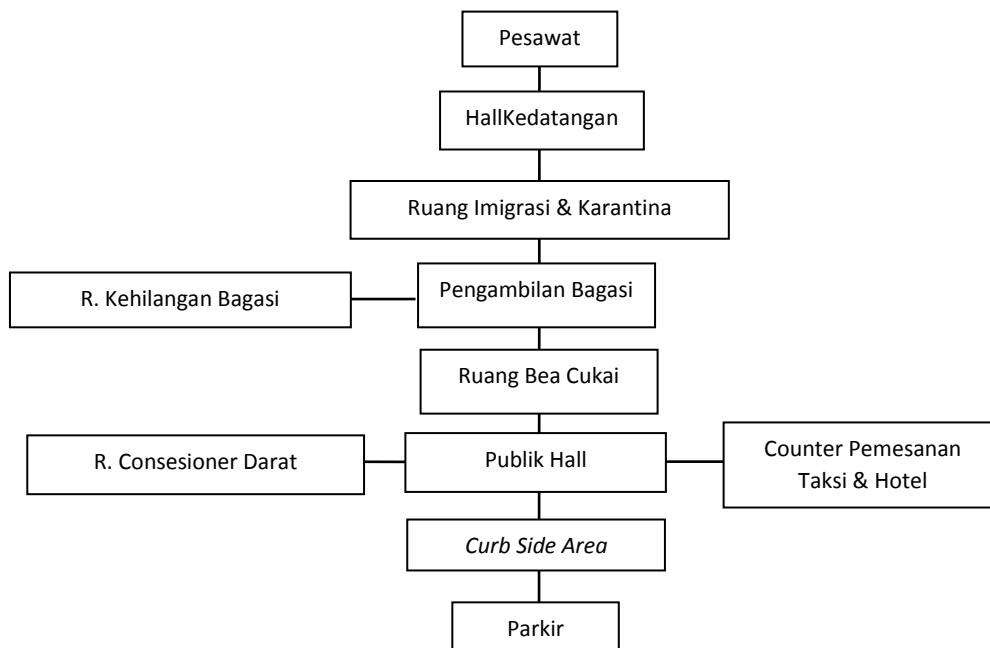 Pesawat
HallKedatangan
Ruang Imigrasi & Karantina
R. Kehilangan Bagasi
Pengambilan Bagasi
Ruang Bea Cukai
R. Consesioner Darat
Publik Hall
Counter Pemesanan
Taksi & Hotel
Curb Side Area
Parkir